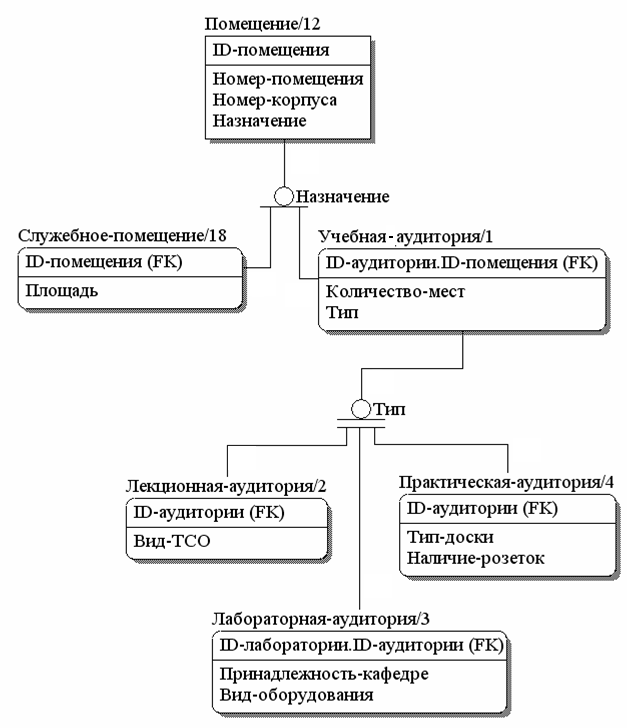 Помещение/12
ID-помещения
Номер-помещения
Номер-корпуса
Назначение
Назначение
Служебное-помещение/18
ID-помещения (FK)
Площадь
Учебная-аудитория/1
ID-аудитории.ID-помещения (FK)
Количество-мест
Тип
Тип
Лекционная-аудитория/2
ID-аудитории (FK)
Вид-ТСО
Практическая-аудитория/4
ID-аудитории (FK)
Тип-доски
Наличие-розеток
Лабораторная-аудитория/3
ID-лаборатории.ID-аудитории (FK)
Принадлежность-кафедре
Вид-оборудования